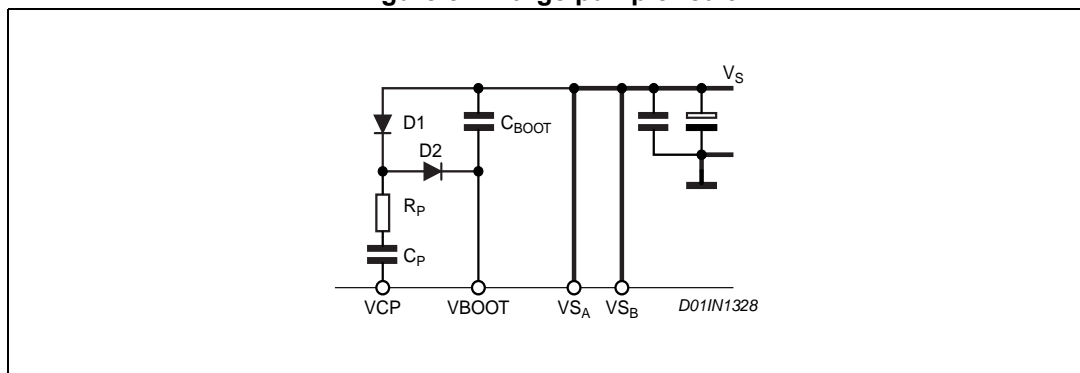 V_S
D1
C_BOOT
D2
R_P
C_P
VCP VBOOT VS_A VS_B D01IN1328